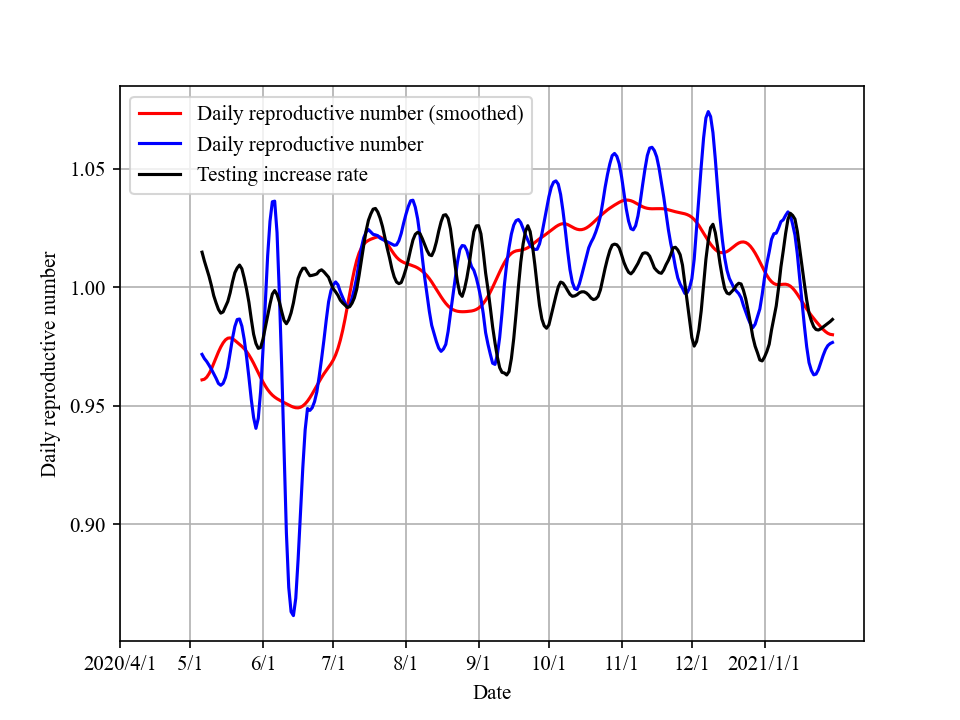 Daily reproductive number (smoothed)
Daily reproductive number
Testing increase rate
Daily reproductive number
1.05
1.00
0.95
0.90
2020/4/1 5/1 6/1 7/1 8/1 9/1 10/1 11/1 12/1 2021/1/1
Date